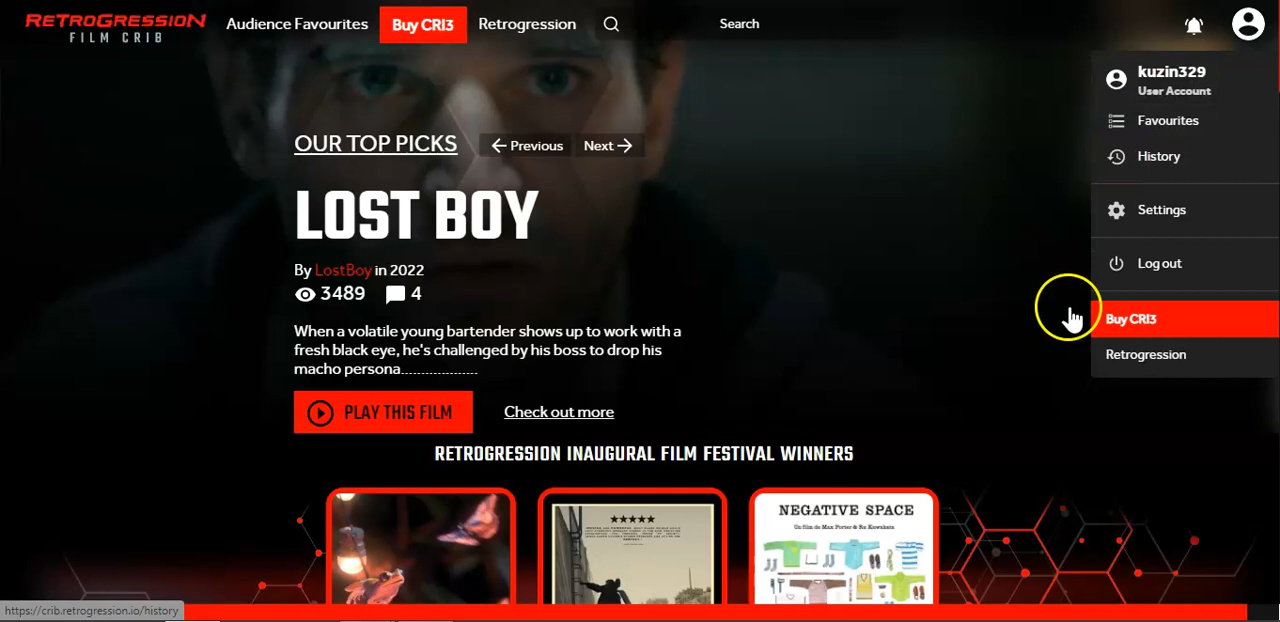 RETROGRESSION
FILM CRIB
Audience Favourites
Buy CRI3
Retrogression
Search
kuzin329
User Account
Favourites
History
Settings
Log out
Buy CRI3
Retrogression
OUR TOP PICKS
Previous
Next
LOST BOY
By LostBoy in 2022
3489
4
When a volatile young bartender shows up to work with a
fresh black eye, he's challenged by his boss to drop his
macho persona...................
PLAY THIS FILM
Check out more
RETROGRESSION INAUGURAL FILM FESTIVAL WINNERS
NEGATIVE SPACE
Un film de Max Porter & Ru Kuwahata
https://crib.retrogression.io/history